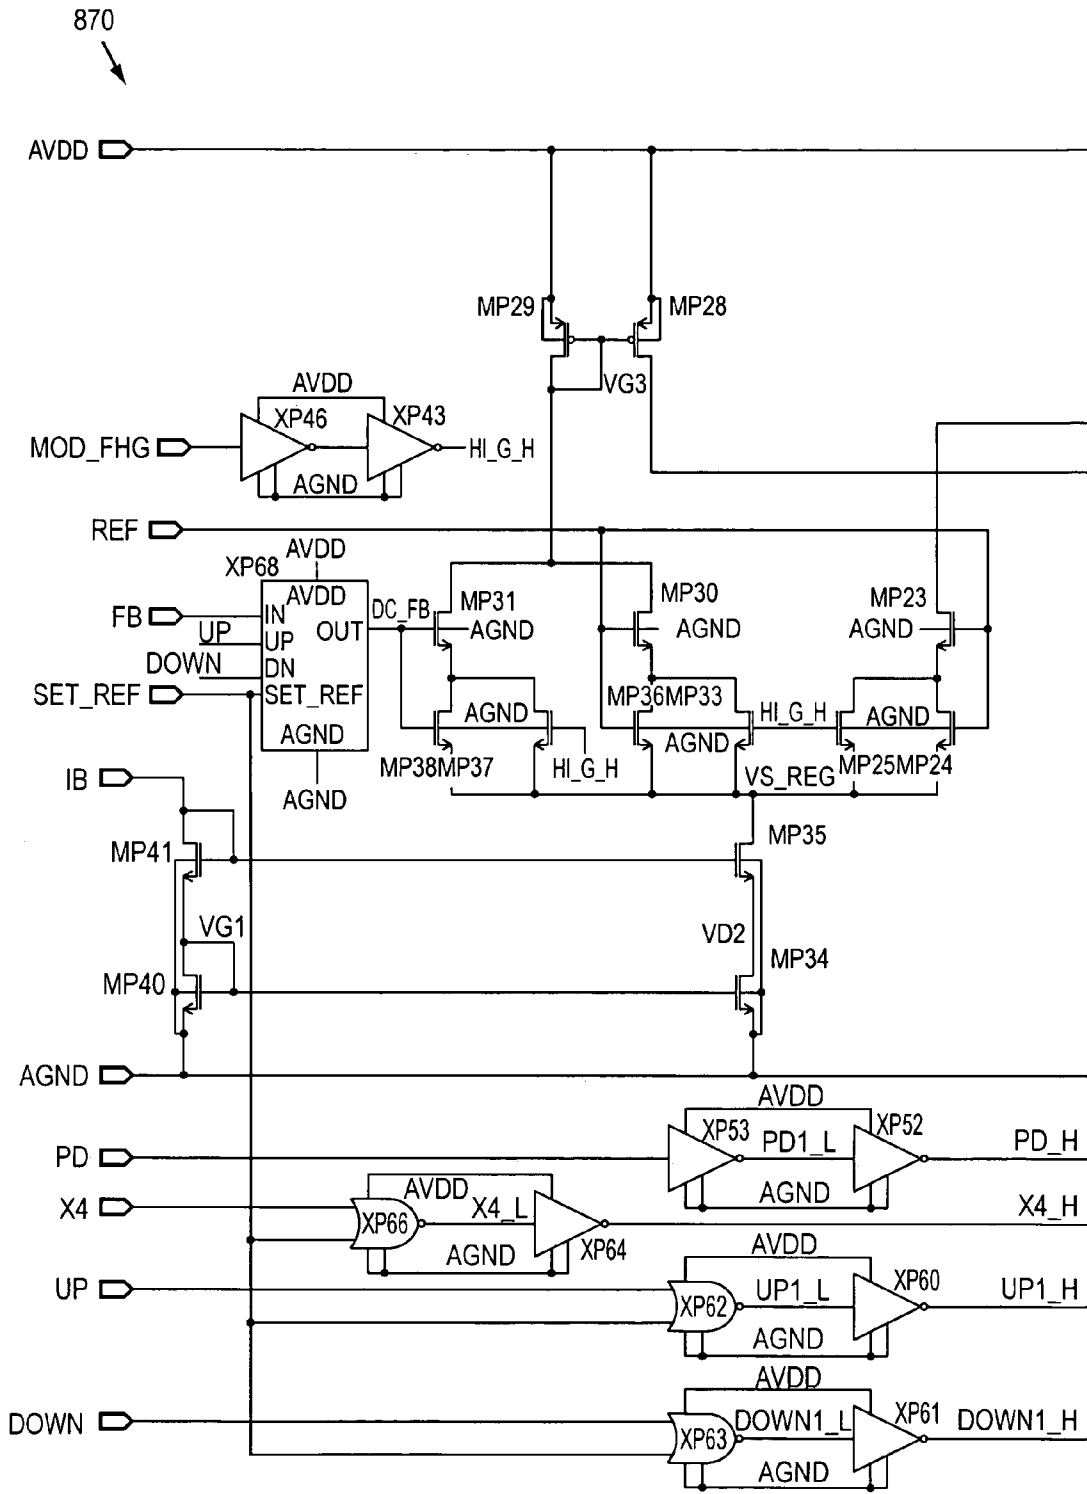 870
AVDD
MP29
MP28
VG3
AVDD
XP46
XP43
MOD_FHG
HI_G_H
AGND
REF
AVDD
XP68
AVDD
DC_FB
MP31
MP30
MP23
FB
IN
OUT
AGND
AGND
AGND
UP
UP
DOWN
DN
SET_REF
SET_REF
MP36MP33
HI_G_H
AGND
AGND
AGND
AGND
MP38MP37
HI_G_H
MP25MP24
IB
AGND
VS_REG
MP41
MP35
VG1
VD2
MP40
MP34
AGND
AVDD
XP53
XP52
PD
PD1_L
PD_H
AVDD
AGND
X4
XP66
X4_L
X4_H
AGND
XP64
AVDD
UP
XP62
UP1_L
XP60
UP1_H
AGND
AVDD
DOWN
XP63
DOWN1_L
XP61
DOWN1_H
AGND